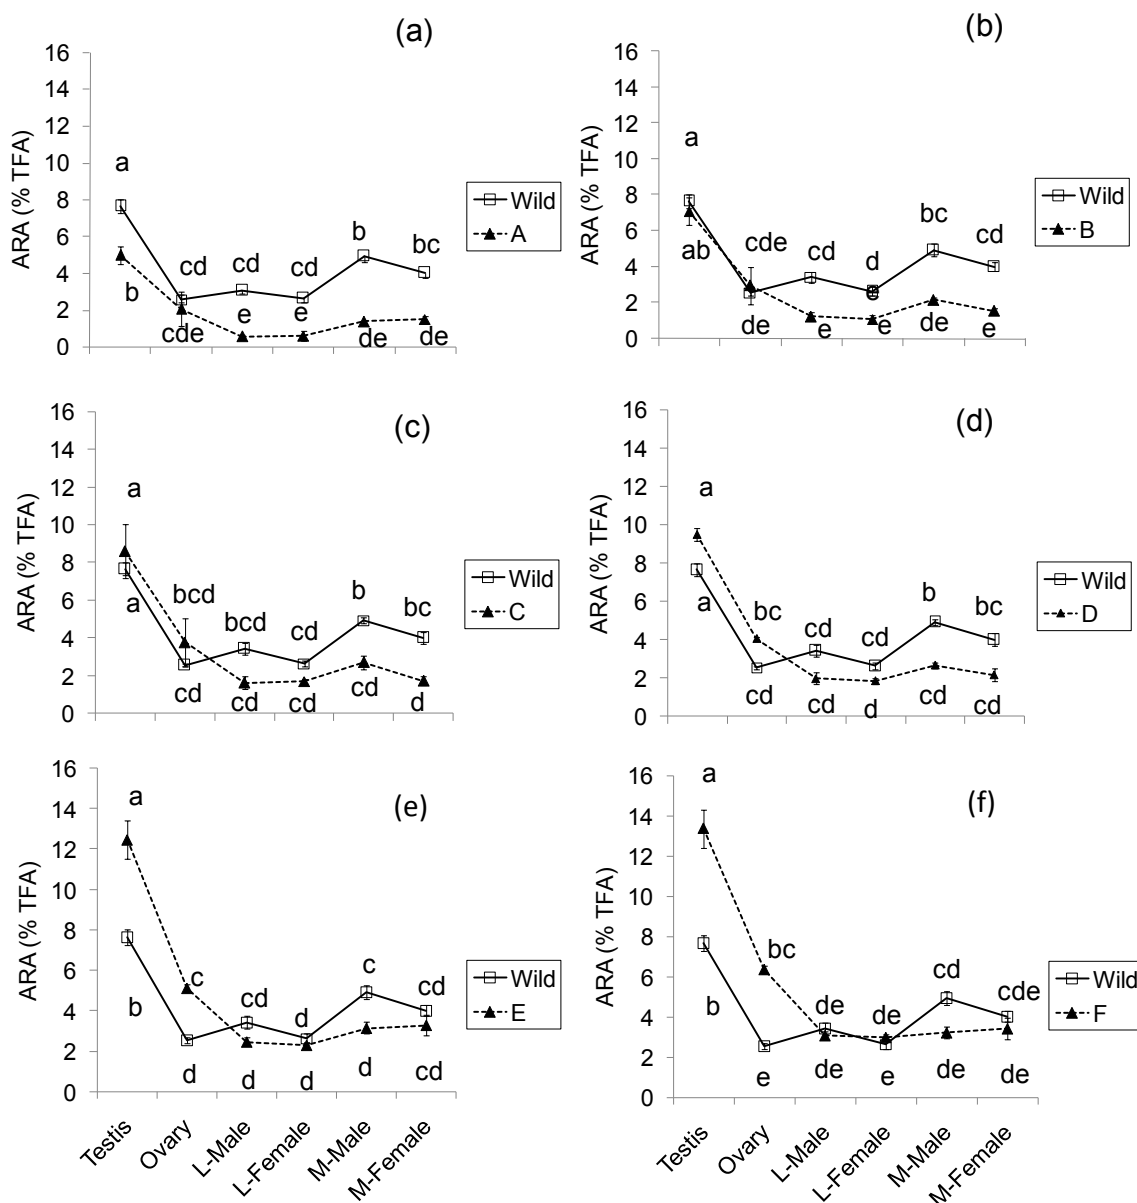 (a)
ARA (% TFA)
16
14
12
10
8
6
4
2
0
a
cd
cd
cd
b
bc
b
cde
e
e
de
de
Wild
A
(b)
ARA (% TFA)
16
14
12
10
8
6
4
2
0
a
cde
cd
d
bc
cd
ab
de
e
e
e
de
e
Wild
B
(c)
ARA (% TFA)
16
14
12
10
8
6
4
2
0
a
bcd
bcd
cd
b
bc
a
cd
cd
cd
cd
d
Wild
C
(d)
ARA (% TFA)
16
14
12
10
8
6
4
2
0
a
bc
cd
cd
b
bc
a
cd
cd
d
cd
cd
Wild
D
(e)
ARA (% TFA)
16
14
12
10
8
6
4
2
0
a
c
cd
d
c
cd
b
d
d
d
d
cd
Wild
E
Testis
Ovary
L-Male
L-Female
M-Male
M-Female
(f)
ARA (% TFA)
16
14
12
10
8
6
4
2
0
a
bc
de
de
cd
cde
b
e
de
e
de
de
Wild
F
Testis
Ovary
L-Male
L-Female
M-Male
M-Female